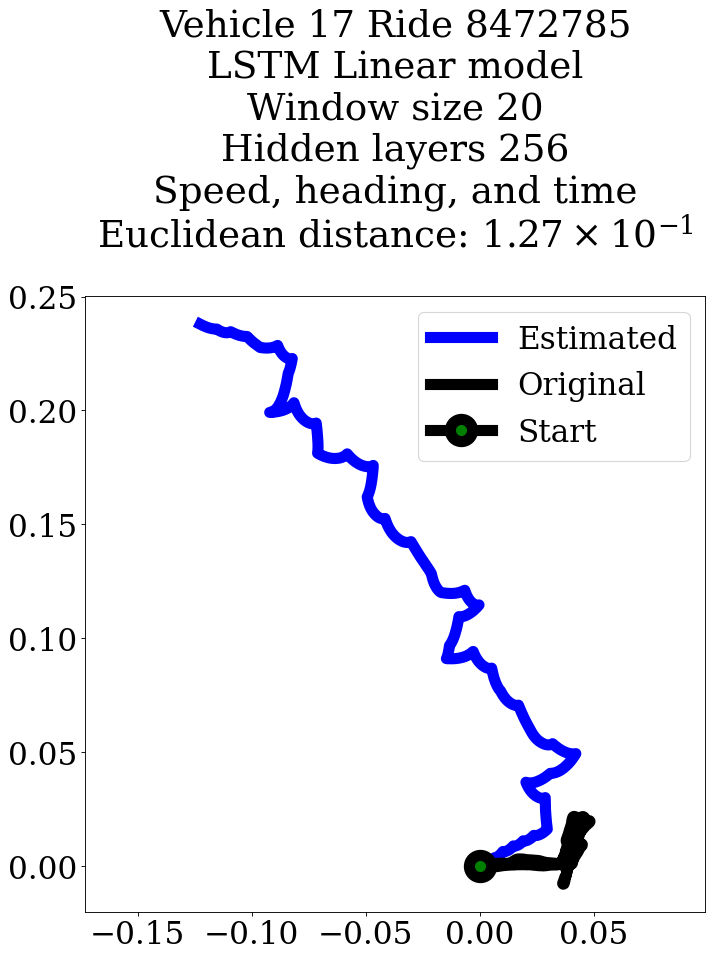 Vehicle 17 Ride 8472785
LSTM Linear model
Window size 20
Hidden layers 256
Speed, heading, and time
Euclidean distance: 1.27 × 10⁻¹
0.25
0.20
0.15
0.10
0.05
0.00
Estimated
Original
Start
−0.15 −0.10 −0.05 0.00 0.05